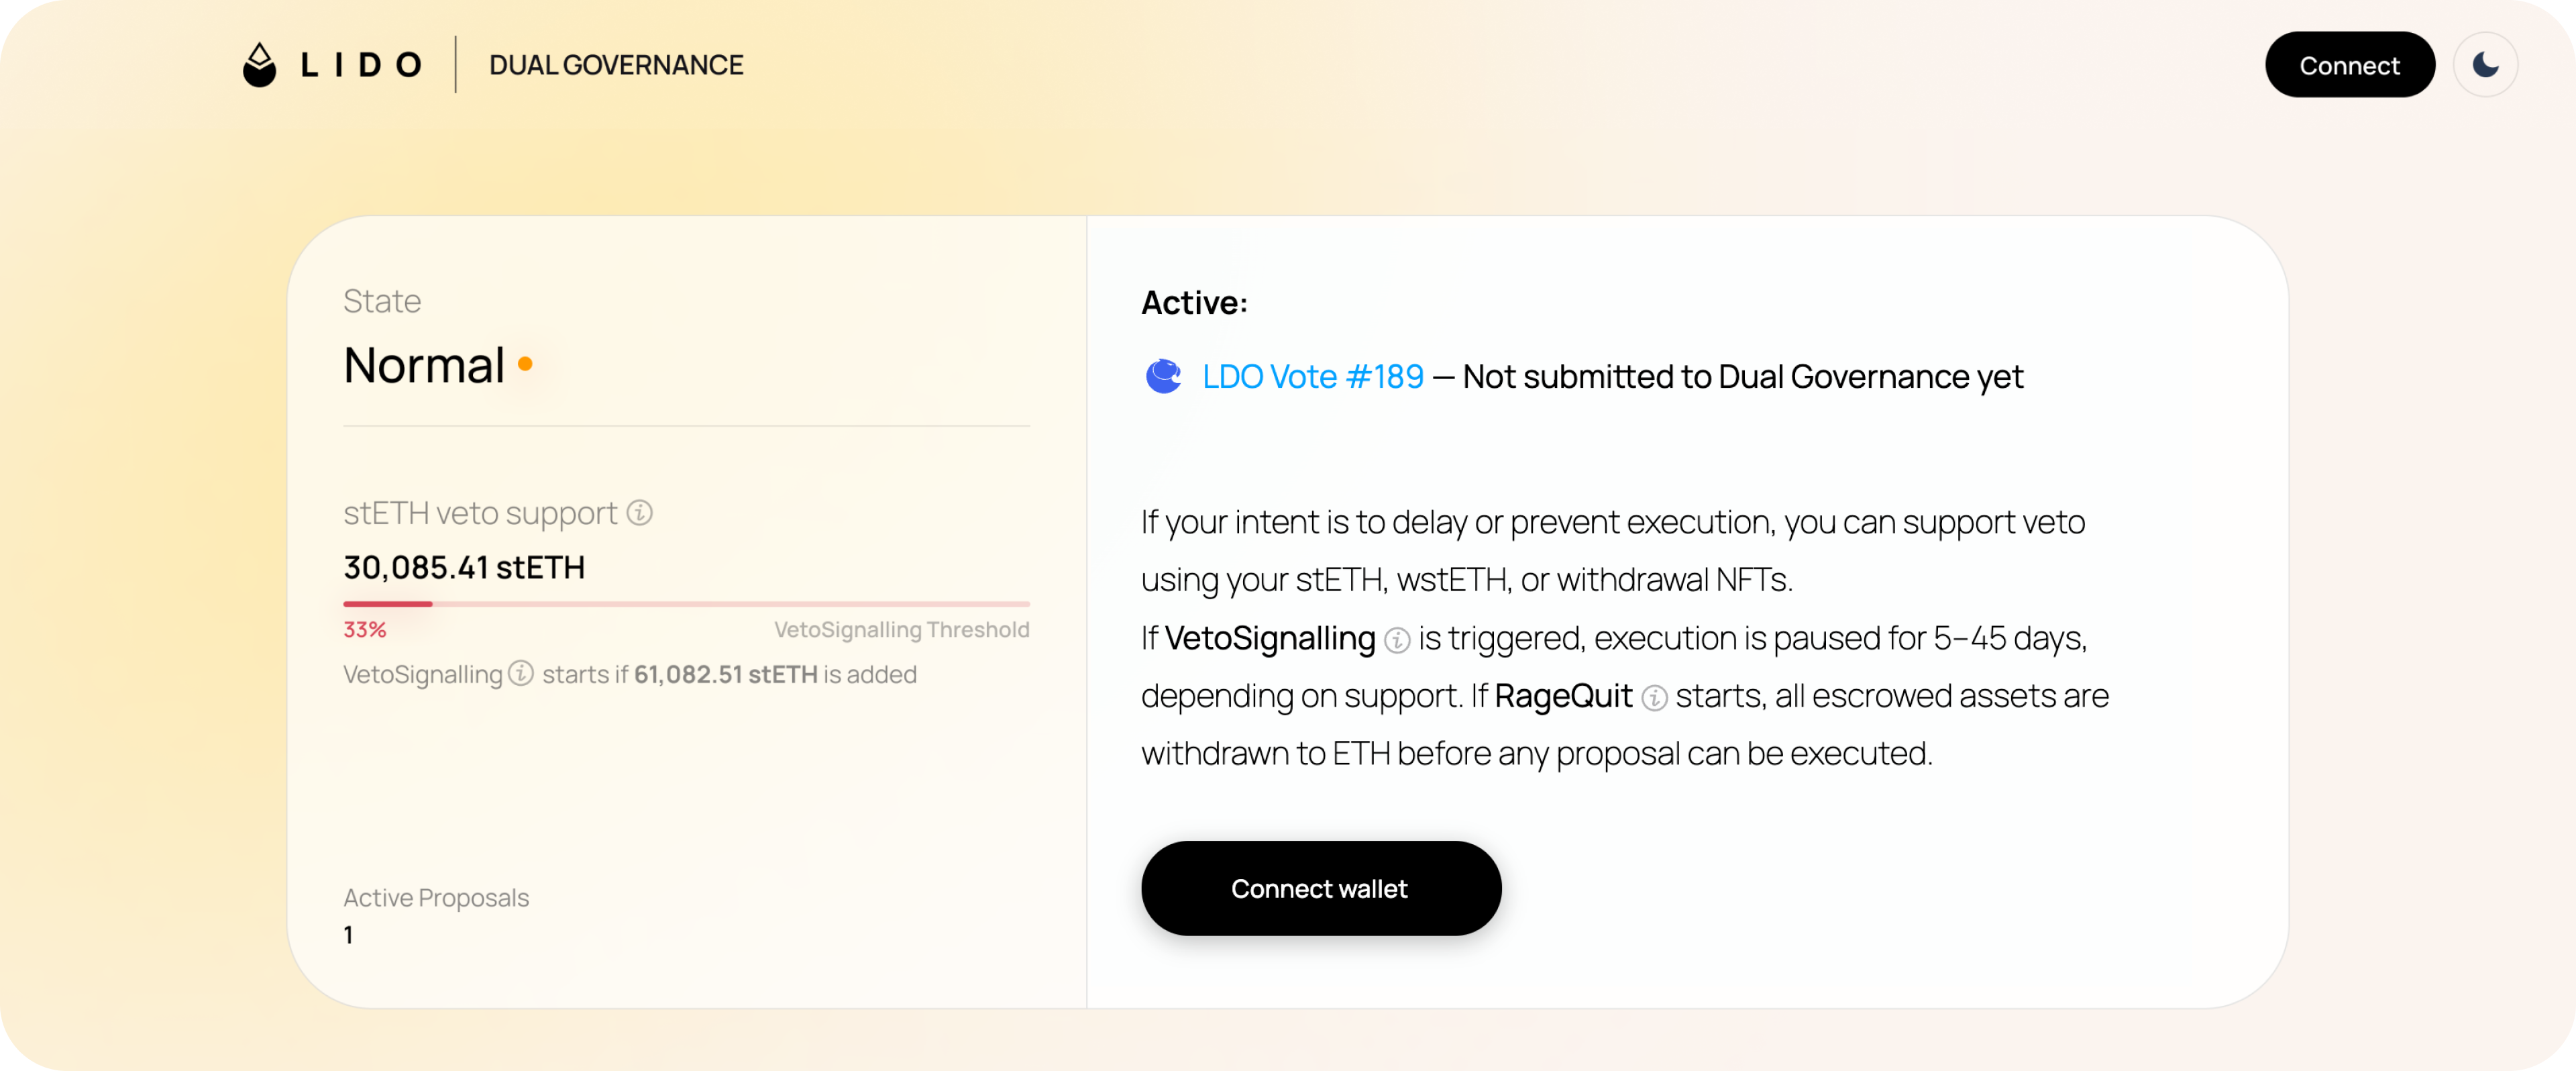 LIDO
DUAL GOVERNANCE
Connect
State
Normal
stETH veto support
30,085.41 stETH
33%
VetoSignalling Threshold
VetoSignalling starts if 61,082.51 stETH is added
Active Proposals
1
Active:
LDO Vote #189 — Not submitted to Dual Governance yet
If your intent is to delay or prevent execution, you can support veto
using your stETH, wstETH, or withdrawal NFTs.
If VetoSignalling is triggered, execution is paused for 5–45 days,
depending on support. If RageQuit starts, all escrowed assets are
withdrawn to ETH before any proposal can be executed.
Connect wallet